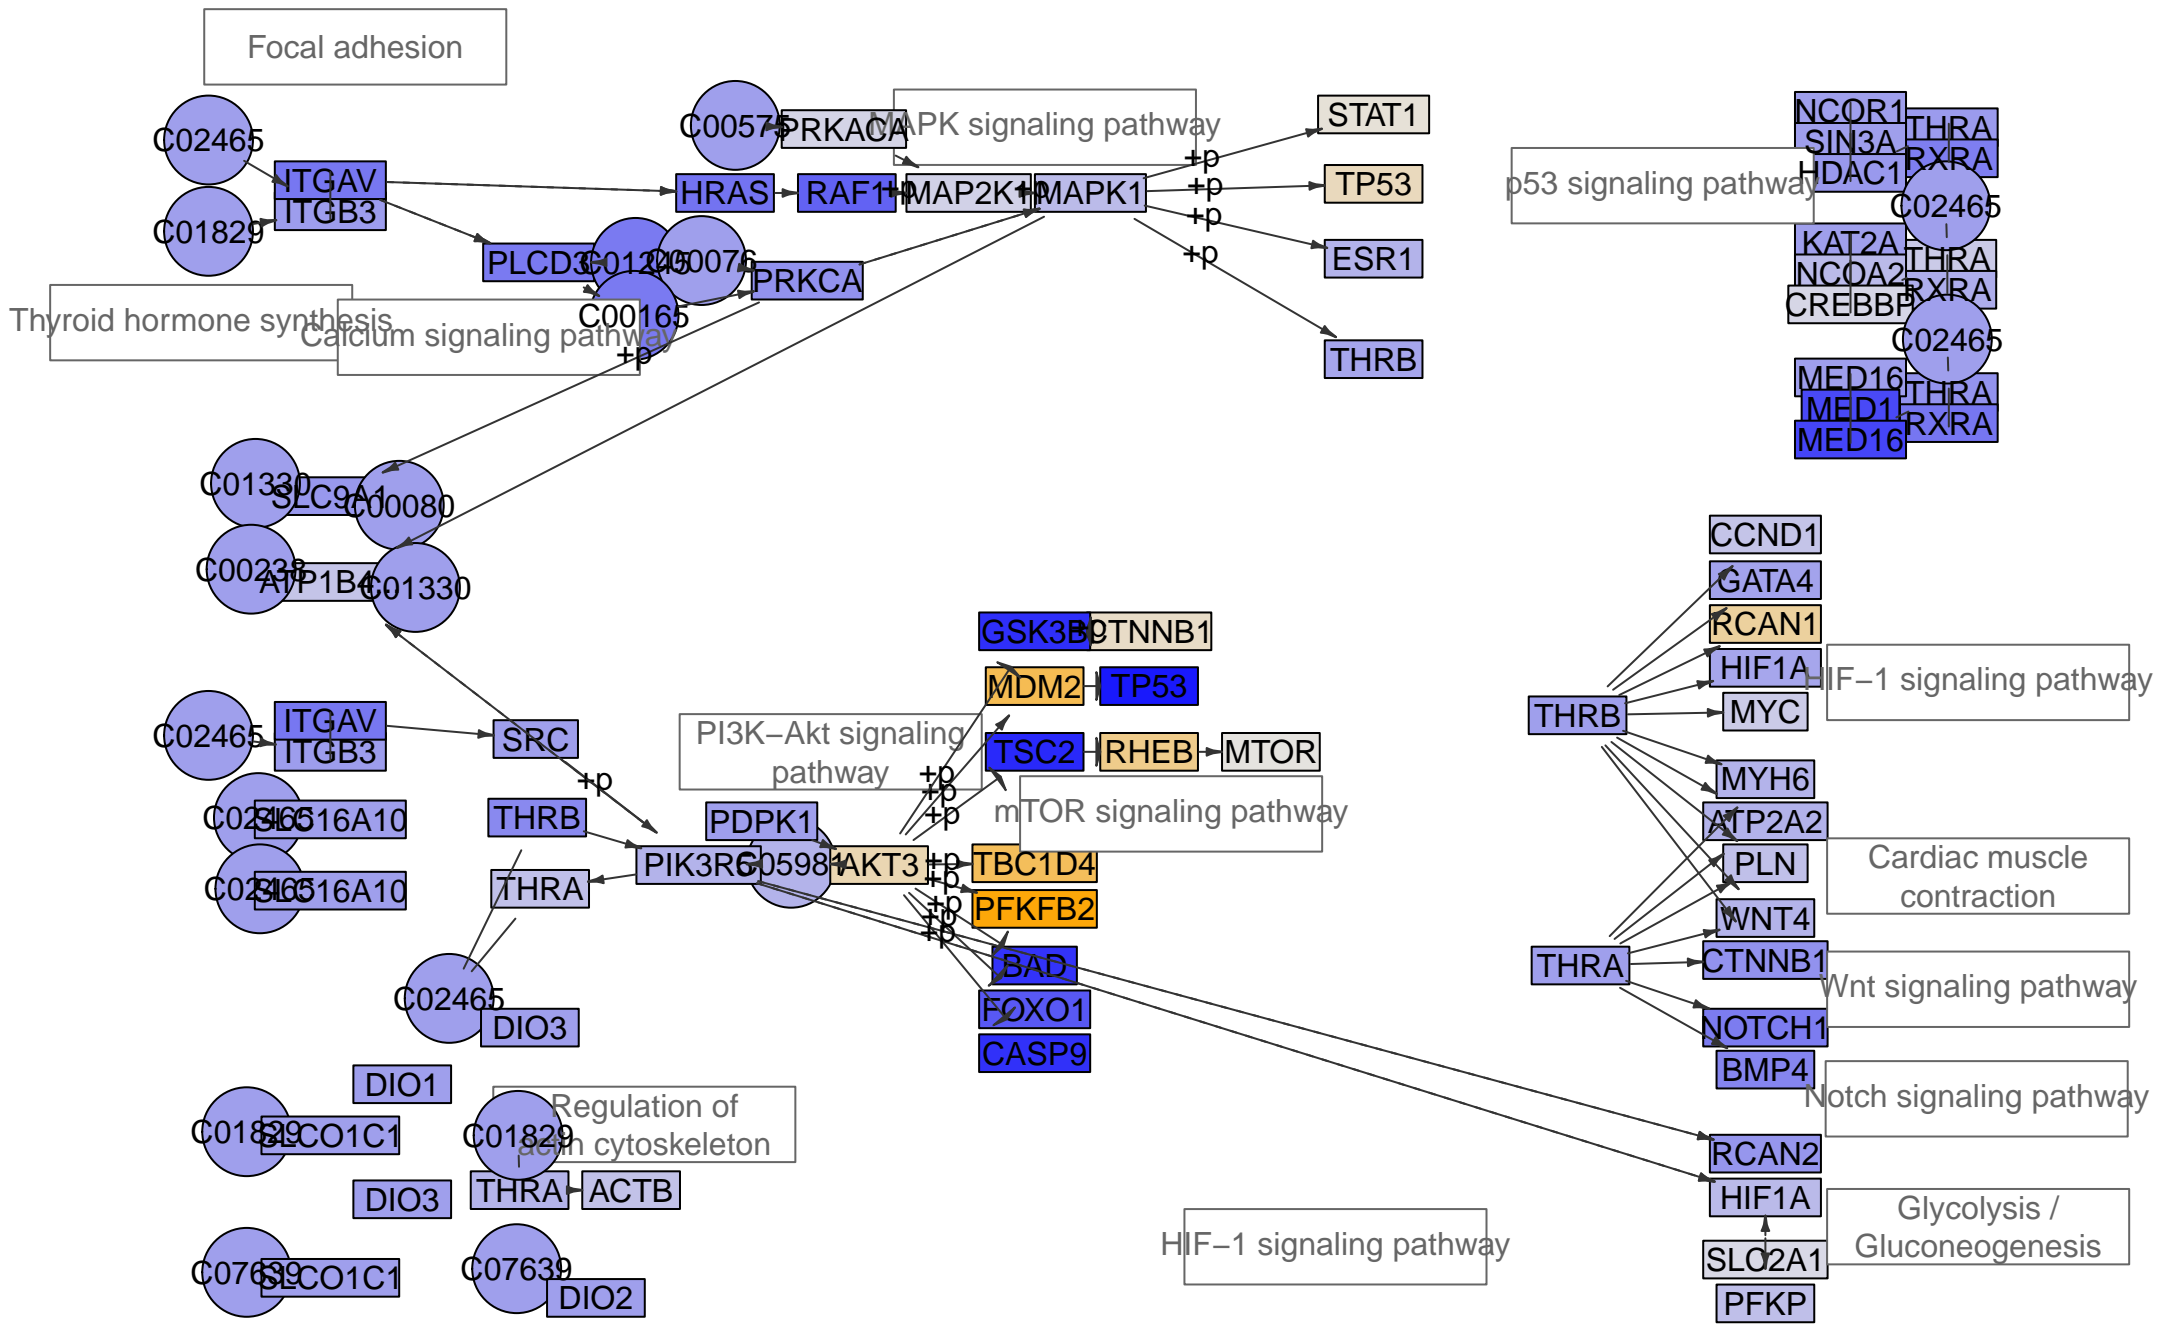 Focal adhesion
C02465
C01829
ITGAV
ITGB3
C00575
PRKACA
MAPK signaling pathway
HRAS
RAF1
+p
MAP2K1
+p
MAPK1
+p
+p
+p
+p
STAT1
TP53
ESR1
THRB
PLCD3
C01245
C00076
C00165
PRKCA
Thyroid hormone synthesis
Calcium signaling pathway
+p
p53 signaling pathway
NCOR1
SIN3A
HDAC1
THRA
RXRA
C02465
KAT2A
NCOA2
CREBBP
THRA
RXRA
C02465
MED16
MED1
MED16
THRA
RXRA
C01330
SLC9A1
C00080
C00238
ATP1B4..
C01330
C02465
ITGAV
ITGB3
SRC
+p
C02465
SLC16A10
C02465
SLC16A10
THRB
THRA
PIK3R5
C05981
PDPK1
AKT3
PI3K−Akt signaling
pathway
GSK3B
+p
CTNNB1
MDM2
TP53
TSC2
RHEB
MTOR
mTOR signaling pathway
+p
+p
+p
+p
+p
+p
+p
+p
TBC1D4
PFKFB2
BAD
FOXO1
CASP9
C02465
DIO3
DIO1
C01829
SLCO1C1
DIO3
C07639
SLCO1C1
Regulation of
actin cytoskeleton
C01829
THRA
ACTB
C07639
DIO2
HIF−1 signaling pathway
THRB
THRA
CCND1
GATA4
RCAN1
HIF1A
HIF−1 signaling pathway
MYC
MYH6
ATP2A2
PLN
Cardiac muscle
contraction
WNT4
CTNNB1
Wnt signaling pathway
NOTCH1
BMP4
Notch signaling pathway
RCAN2
HIF1A
SLC2A1
PFKP
Glycolysis /
Gluconeogenesis